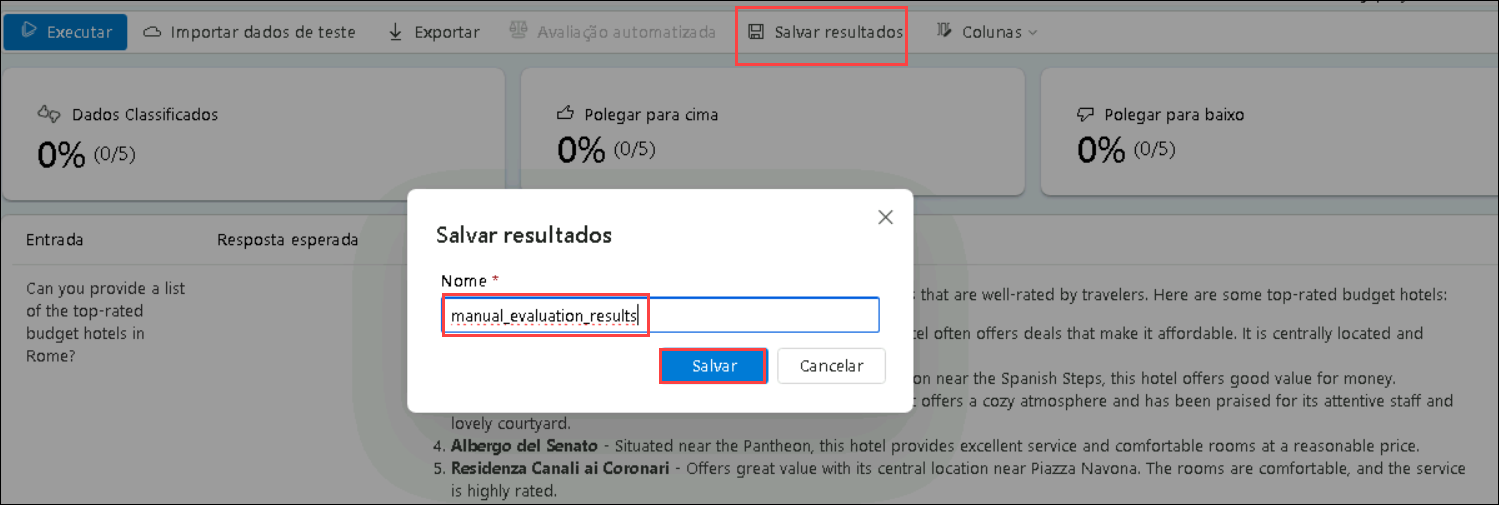 Executar Importar dados de teste Exportar Avaliação automatizada Salvar resultados Colunas
Dados Classificados
0% (0/5)
Polegar para cima
0% (0/5)
Polegar para baixo
0% (0/5)
Entrada Resposta esperada
Can you provide a list
of the top-rated
budget hotels in
Rome?
Salvar resultados
Nome *
manual_evaluation_results
Salvar Cancelar
that are well-rated by travelers. Here are some top-rated budget hotels:
el often offers deals that make it affordable. It is centrally located and
on near the Spanish Steps, this hotel offers good value for money.
offers a cozy atmosphere and has been praised for its attentive staff and
lovely courtyard.
4. Albergo del Senato - Situated near the Pantheon, this hotel provides excellent service and comfortable rooms at a reasonable price.
5. Residenza Canali ai Coronari - Offers great value with its central location near Piazza Navona. The rooms are comfortable, and the service
is highly rated.